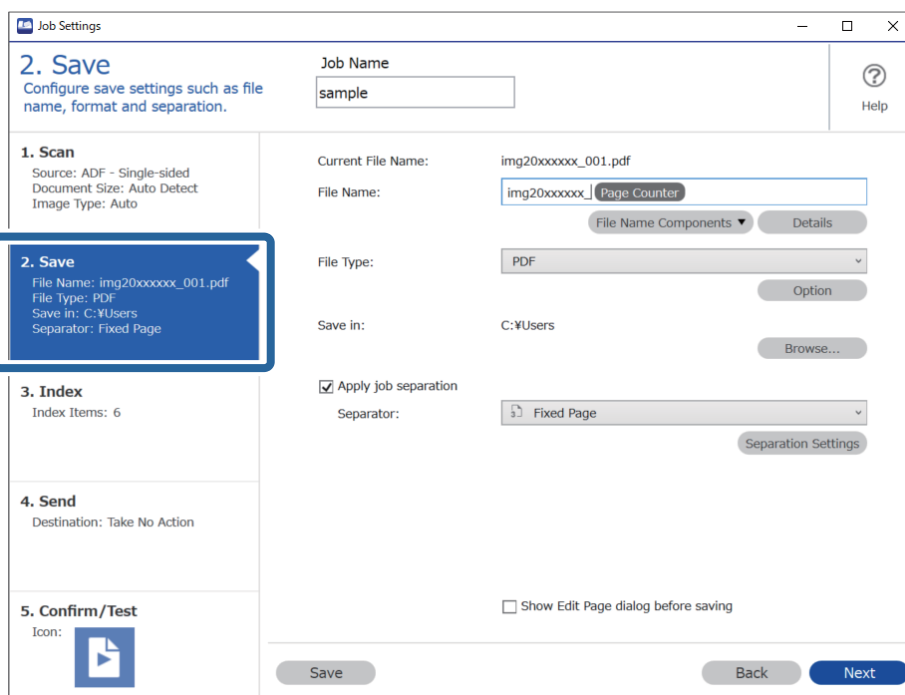 Job Settings
2. Save
Configure save settings such as file
name, format and separation.
Job Name
sample
Help
1. Scan
Source: ADF - Single-sided
Document Size: Auto Detect
Image Type: Auto
2. Save
File Name: img20xxxxxx_001.pdf
File Type: PDF
Save in: C:¥Users
Separator: Fixed Page
3. Index
Index Items: 6
4. Send
Destination: Take No Action
5. Confirm/Test
Icon:
Current File Name: img20xxxxxx_001.pdf
File Name: img20xxxxxx_ Page Counter
File Name Components ▼ Details
File Type: PDF
Option
Save in: C:¥Users
Browse...
Apply job separation
Separator: Fixed Page
Separation Settings
Show Edit Page dialog before saving
Save Back Next